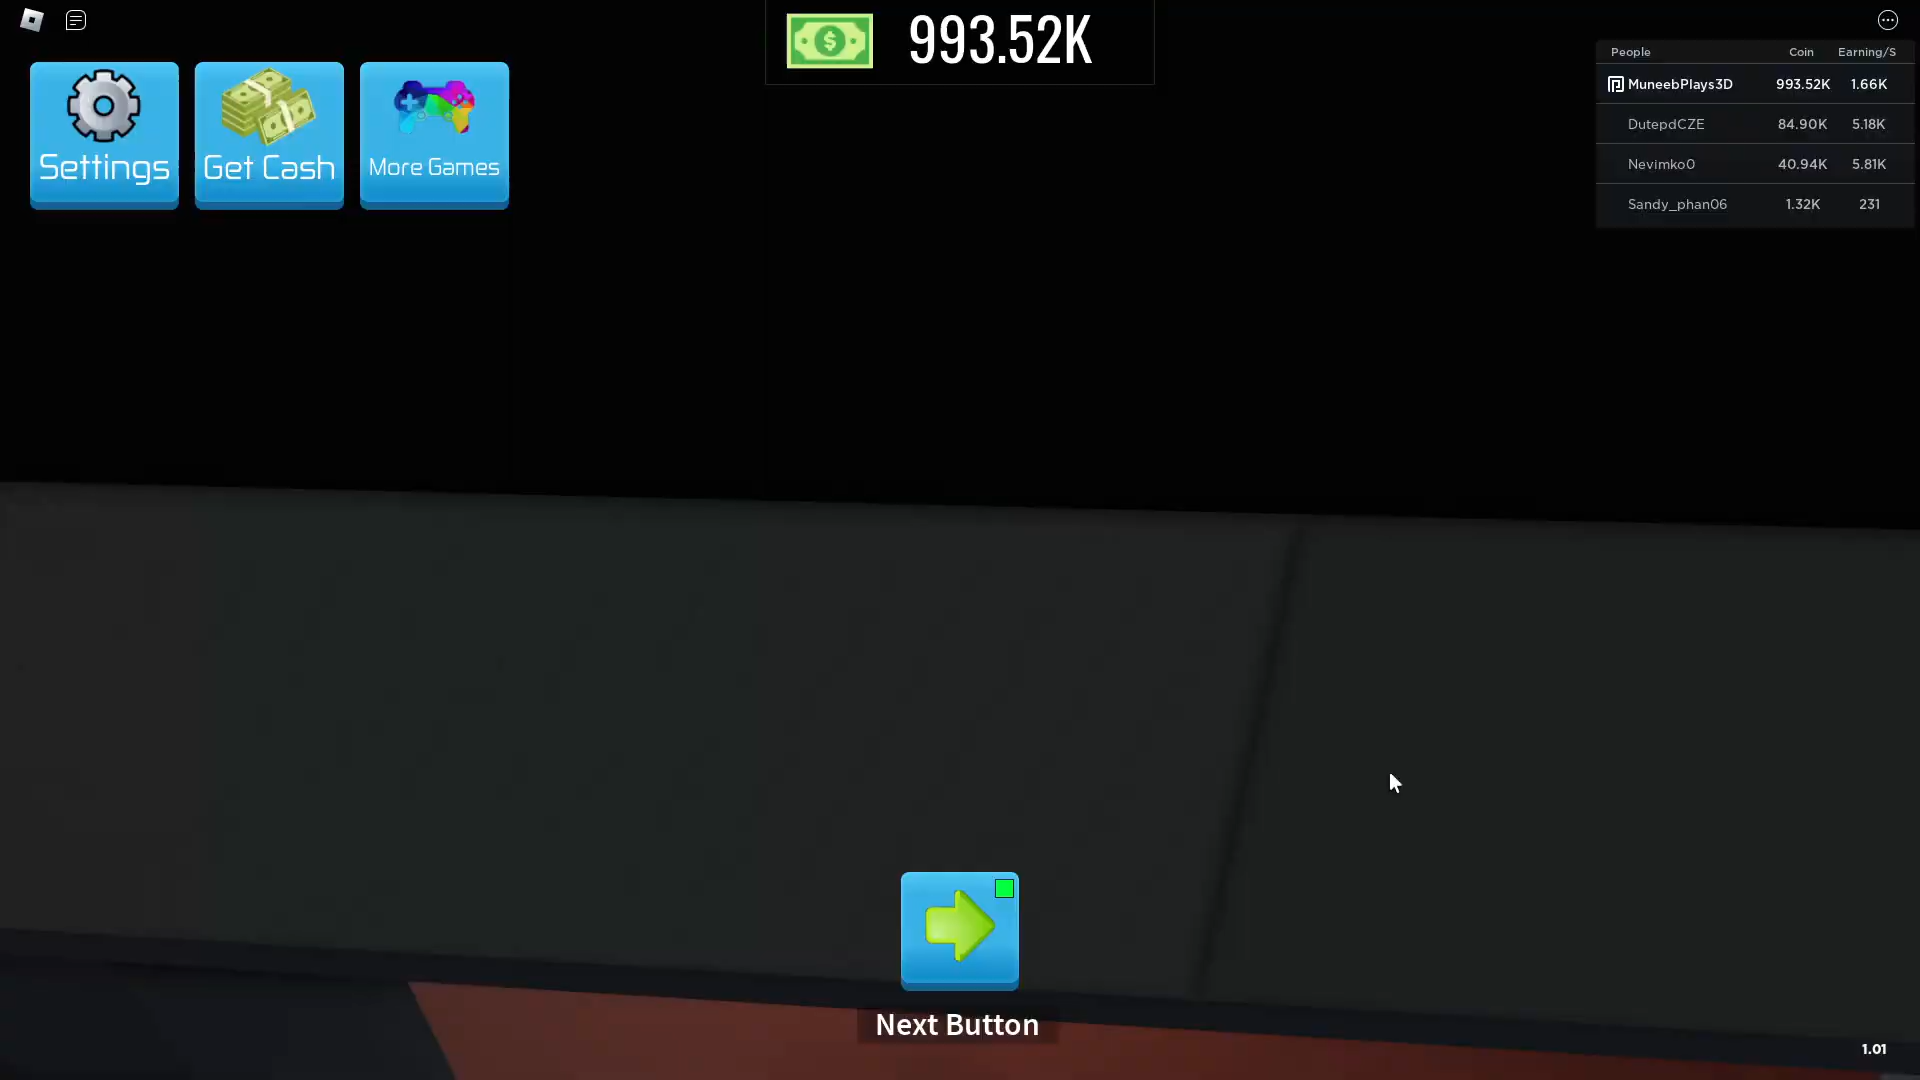 993.52K
Settings
Get Cash
More Games
People Coin Earning/S
MuneebPlays3D 993.52K 1.66K
DutepdCZE 84.90K 5.18K
Nevimko0 40.94K 5.81K
Sandy_phan06 1.32K 231
Next Button
1.01